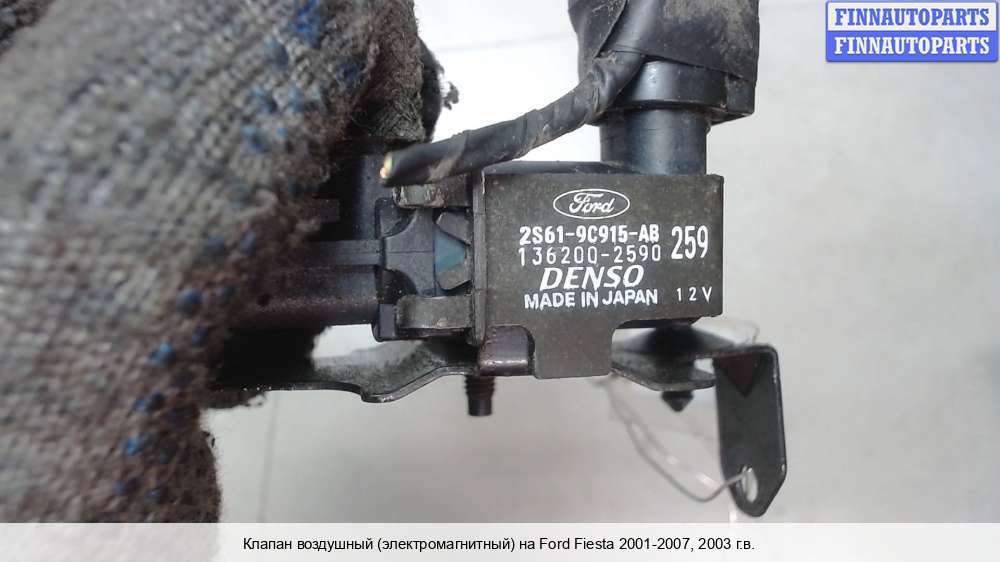 FINNAUTOPARTS
FINNAUTOPARTS
Ford
2S61-9C915-AB
136200-2590 259
DENSO
MADE IN JAPAN 12V
Клапан воздушный (электромагнитный) на Ford Fiesta 2001-2007, 2003 г.в.